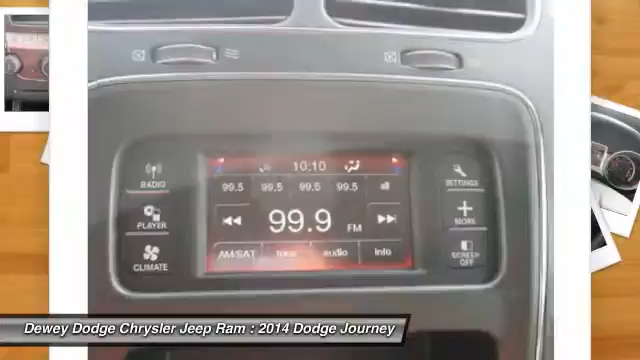 10:10
RADIO
99.5 99.5 99.5 99.5 all
SETTINGS
PLAYER
99.9 FM
MORE
CLIMATE
AM/SAT tune audio info
SCREEN
OFF
Dewey Dodge Chrysler Jeep Ram : 2014 Dodge Journey